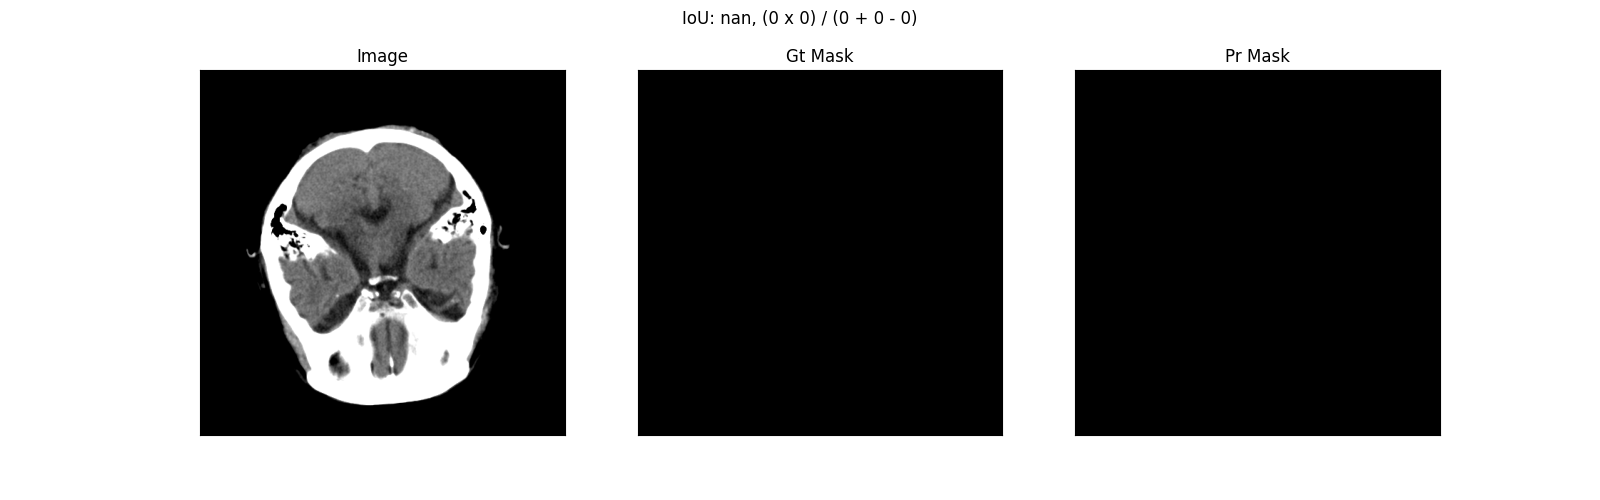 IoU: nan, (0 x 0) / (0 + 0 - 0)
Image
Gt Mask
Pr Mask